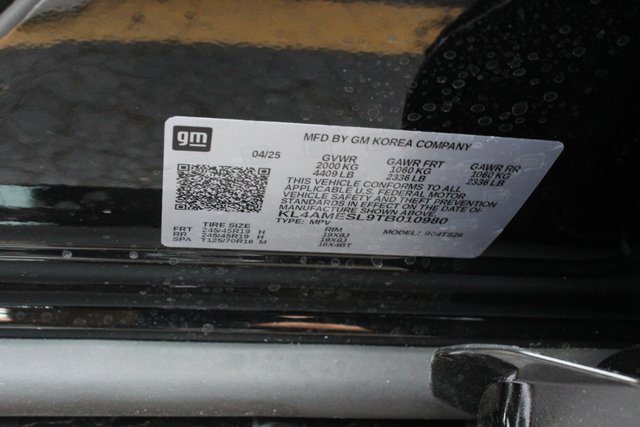 gm
MFD BY GM KOREA COMPANY
04/25 GVWR GAWR FRT GAWR RR
2000 KG 1060 KG 1060 KG
4409 LB 2336 LB 2336 LB
THIS VEHICLE CONFORMS TO ALL
APPLICABLE U.S. FEDERAL MOTOR
VEHICLE SAFETY AND THEFT PREVENTION
STANDARDS IN EFFECT ON THE DATE OF
MANUFACTURE SHOWN ABOVE.
KL4AMESL9TB010980
TYPE: MPV MODEL:
TIRE SIZE RIM
FRT 245/45R19 H 19X8J
RR 245/45R19 H 19X8J
SPA T125/70R16 M 16X4BT